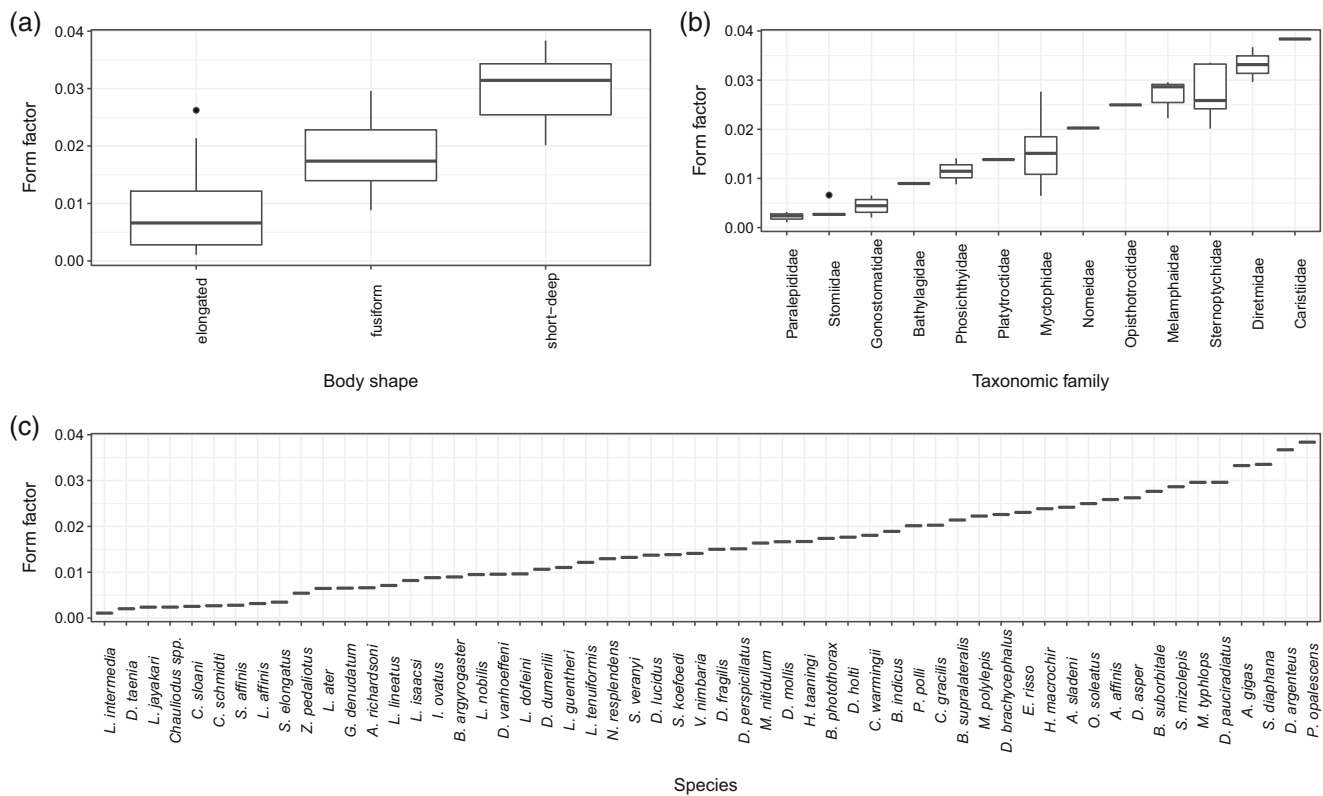 (a)
0.04
0.03
0.02
0.01
0.00
Form factor
elongated
fusiform
short−deep
Body shape
(b)
0.04
0.03
0.02
0.01
0.00
Form factor
Paralepididae
Stomiidae
Gonostomatidae
Bathylagidae
Phosichthyidae
Platytroctidae
Myctophidae
Nomeidae
Opisthotroctidae
Melamphaidae
Sternoptychidae
Diretmidae
Caristiidae
Taxonomic family
(c)
0.04
0.03
0.02
0.01
0.00
Form factor
L. intermedia
D. taenia
L. jayakari
Chauliodus spp.
C. sloani
C. schmidti
S. affinis
L. affinis
S. elongatus
Z. pedaliotus
L. ater
G. denudatum
A. richardsoni
L. lineatus
L. isaacsi
I. ovatus
B. argyrogaster
L. nobilis
D. vanhoeffeni
L. dofleini
D. dumerilii
L. guentheri
L. tenuiformis
N. resplendens
S. veranyi
D. lucidus
S. koefoedi
V. nimbaria
D. fragilis
D. perspicillatus
M. nitidulum
D. mollis
H. taaningi
B. photothorax
D. holti
C. warmingii
B. indicus
P. polli
C. gracilis
B. supralateralis
M. polylepis
D. brachycephalus
E. risso
H. macrochir
A. sladeni
O. soleatus
A. affinis
D. asper
B. suborbitale
S. mizolepis
M. typhlops
D. pauciradiatus
A. gigas
S. diaphana
D. argenteus
P. opalescens
Species